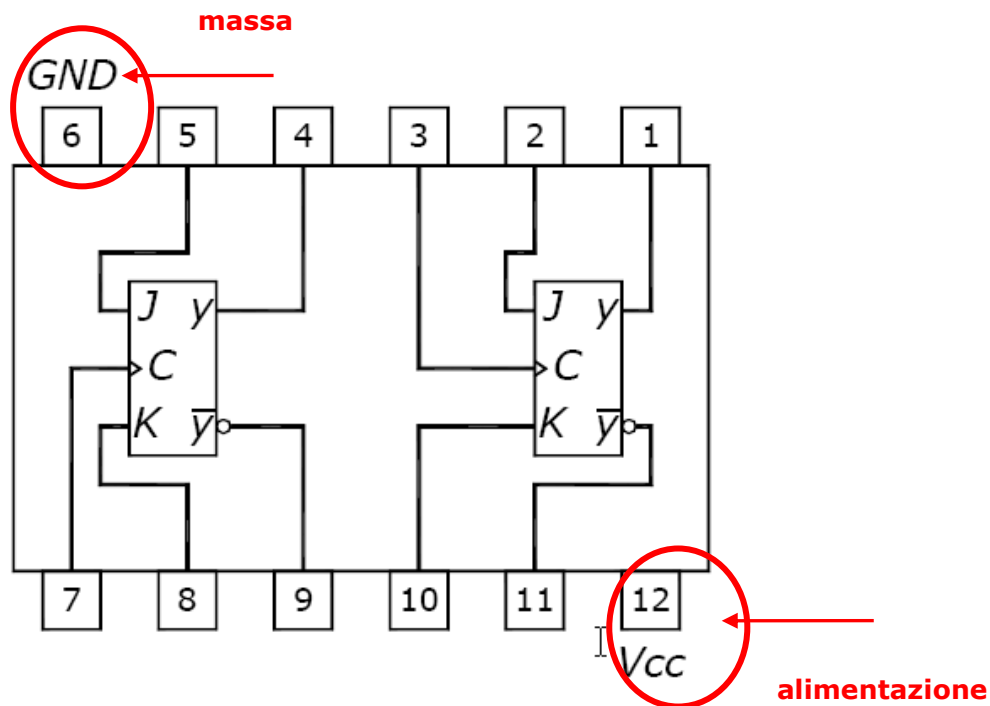 massa
GND
6 5 4 3 2 1
J y J y
C C
K y̅ K y̅
7 8 9 10 11 12
Vcc
alimentazione